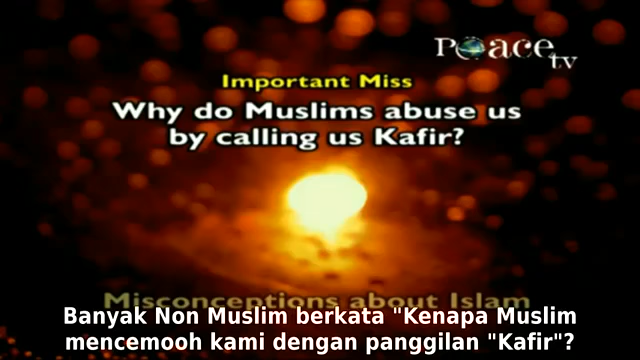 Peace tv
Important Miss
Why do Muslims abuse us
by calling us Kafir?
Misconceptions about Islam
Banyak Non Muslim berkata "Kenapa Muslim
mencemooh kami dengan panggilan "Kafir"?